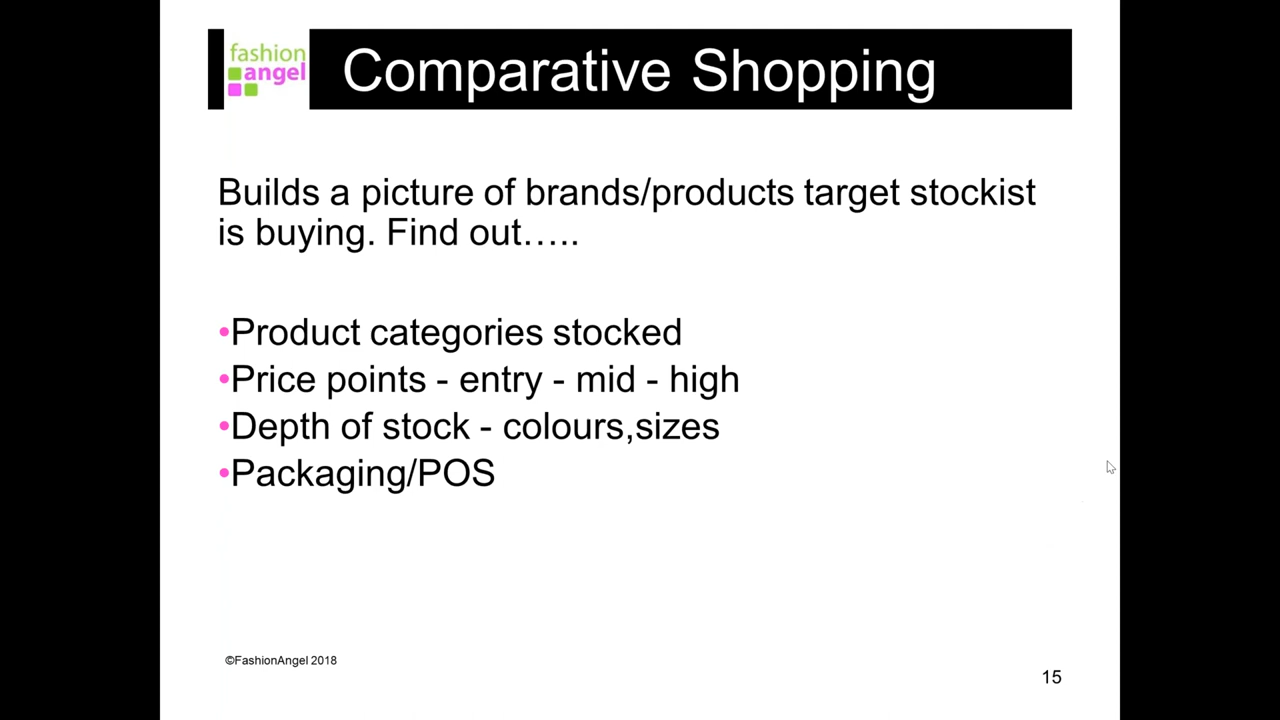 fashion
angel
Comparative Shopping
Builds a picture of brands/products target stockist
is buying. Find out…..
•Product categories stocked
•Price points - entry - mid - high
•Depth of stock - colours,sizes
•Packaging/POS
©FashionAngel 2018
15